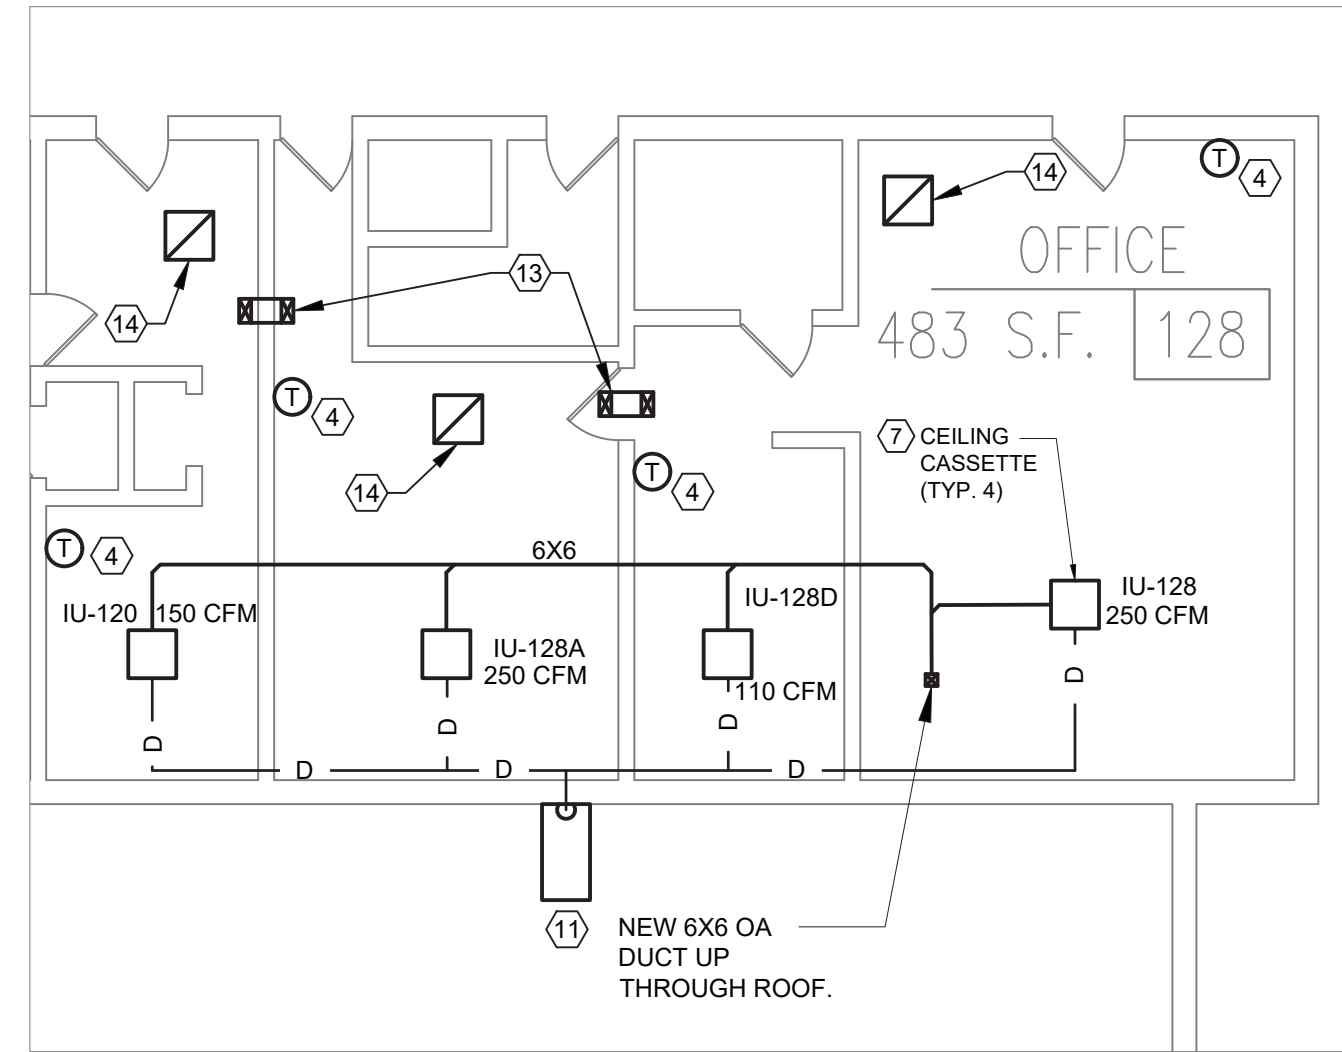 T
4
14
14
OFFICE
13
483 S.F.
128
T
4
14
T
4
7
CEILING
CASSETTE
(TYP. 4)
T
4
6X6
IU-120
150 CFM
IU-128A
250 CFM
IU-128D
110 CFM
IU-128
250 CFM
D
D
D
D
D
D
D
11
NEW 6X6 OA
DUCT UP
THROUGH ROOF.